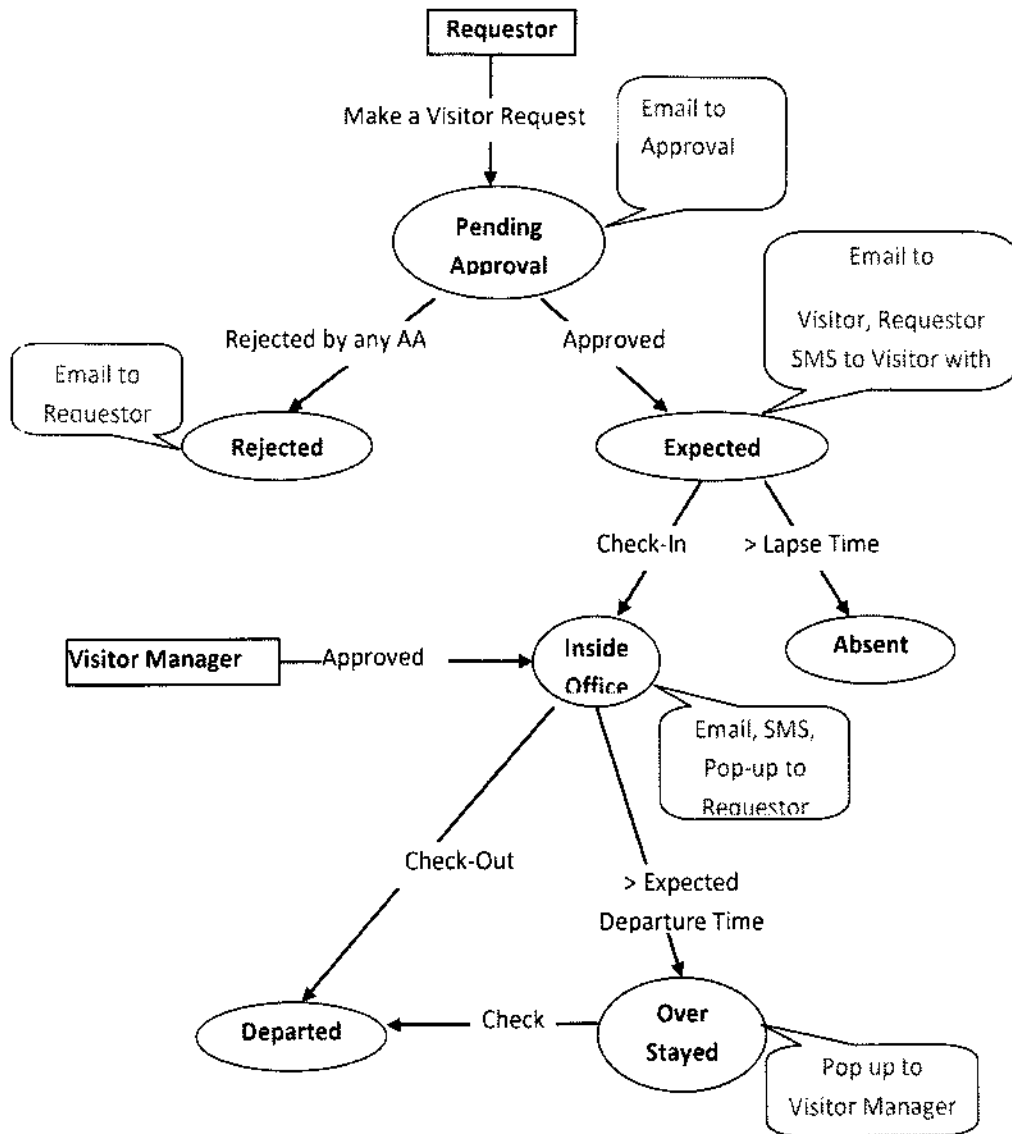 Requestor
Make a Visitor Request
Email to
Approval
Pending
Approval
Email to
Visitor, Requestor
SMS to Visitor with
Rejected by any AA
Approved
Email to
Requestor
Rejected
Expected
Check-In
> Lapse Time
Visitor Manager
Approved
Inside
Office
Absent
Email, SMS,
Pop-up to
Requestor
Check-Out
> Expected
Departure Time
Departed
Check
Over
Stayed
Pop up to
Visitor Manager